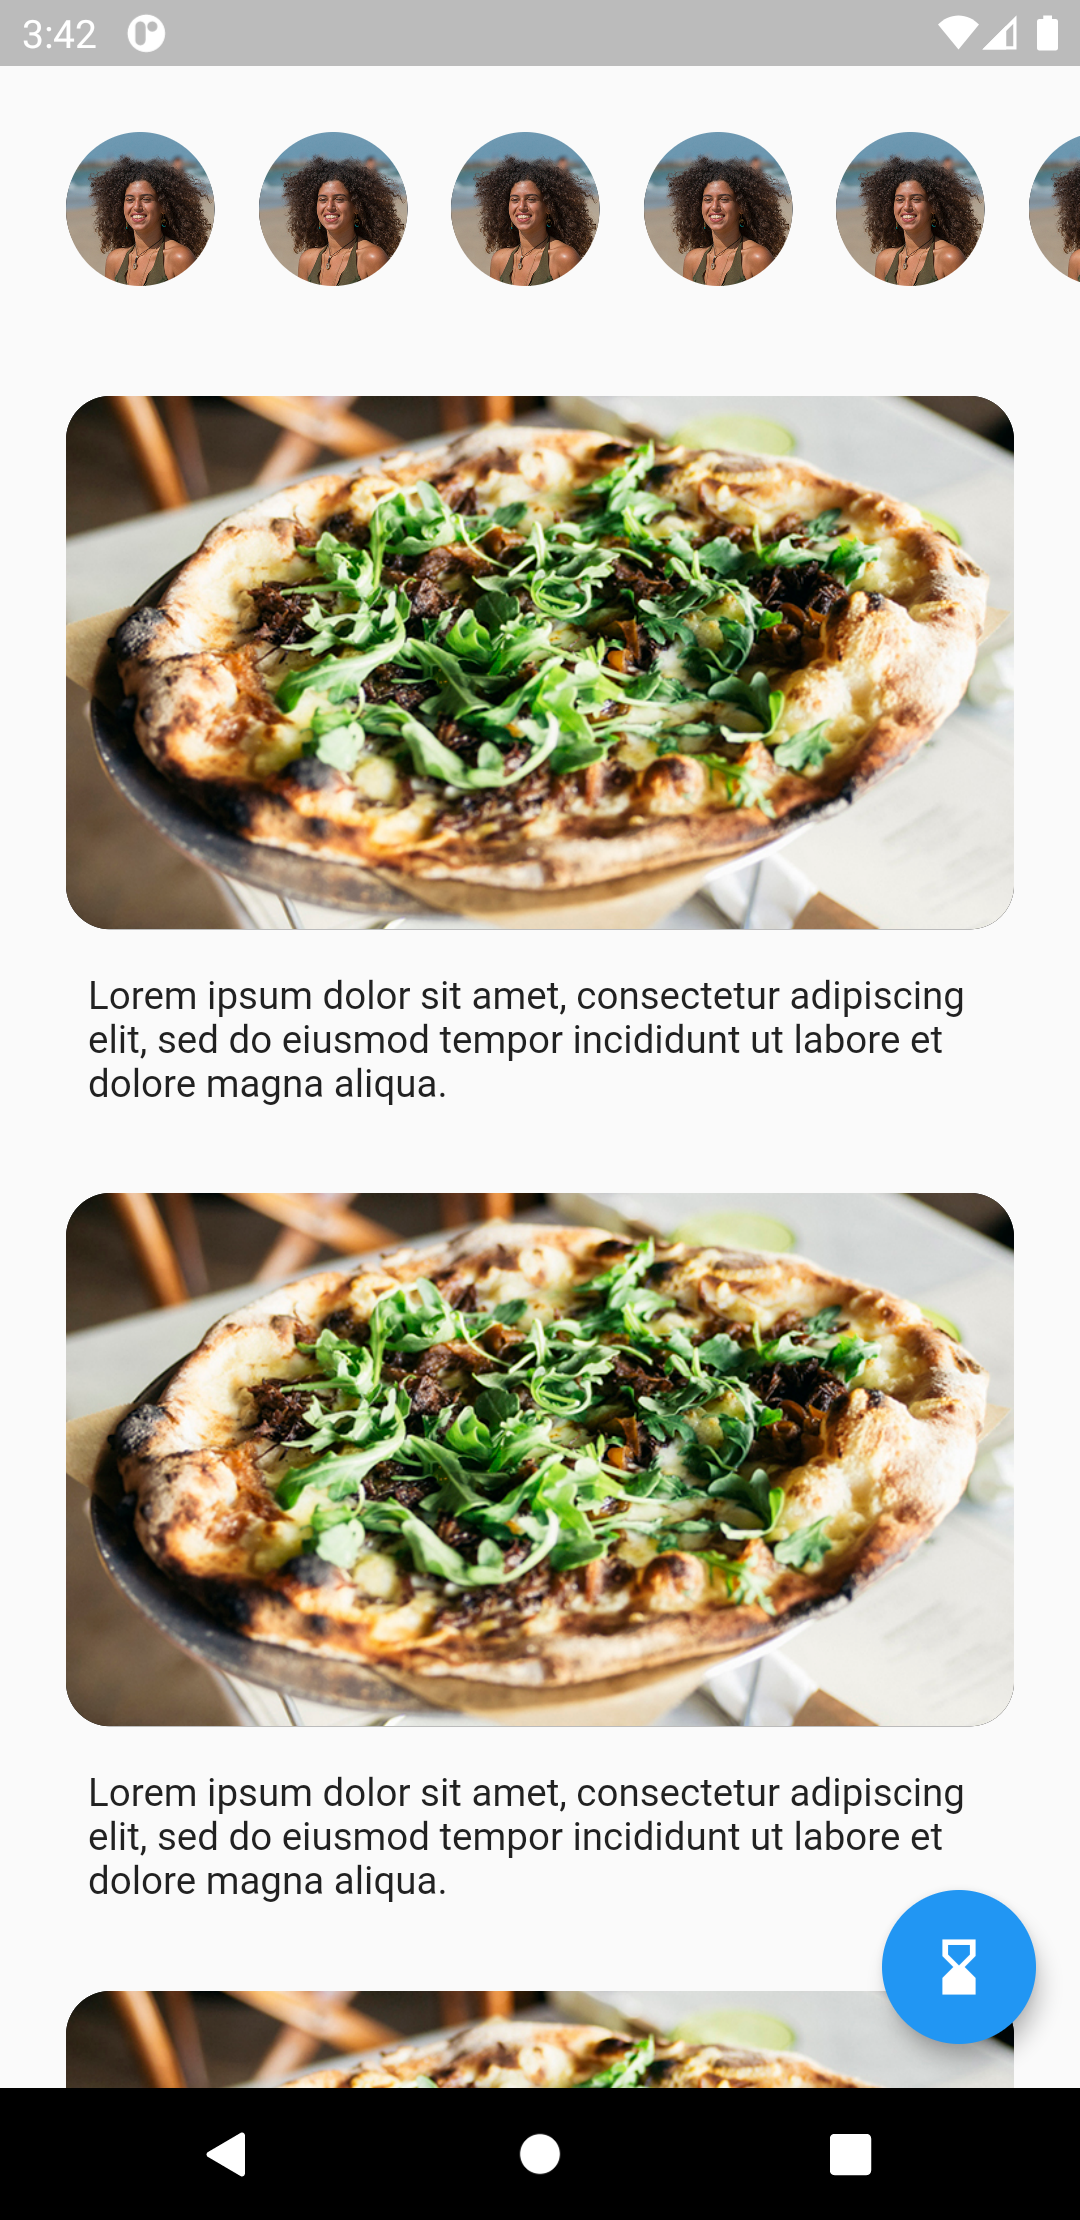 3:42
Lorem ipsum dolor sit amet, consectetur adipiscing
elit, sed do eiusmod tempor incididunt ut labore et
dolore magna aliqua.
Lorem ipsum dolor sit amet, consectetur adipiscing
elit, sed do eiusmod tempor incididunt ut labore et
dolore magna aliqua.